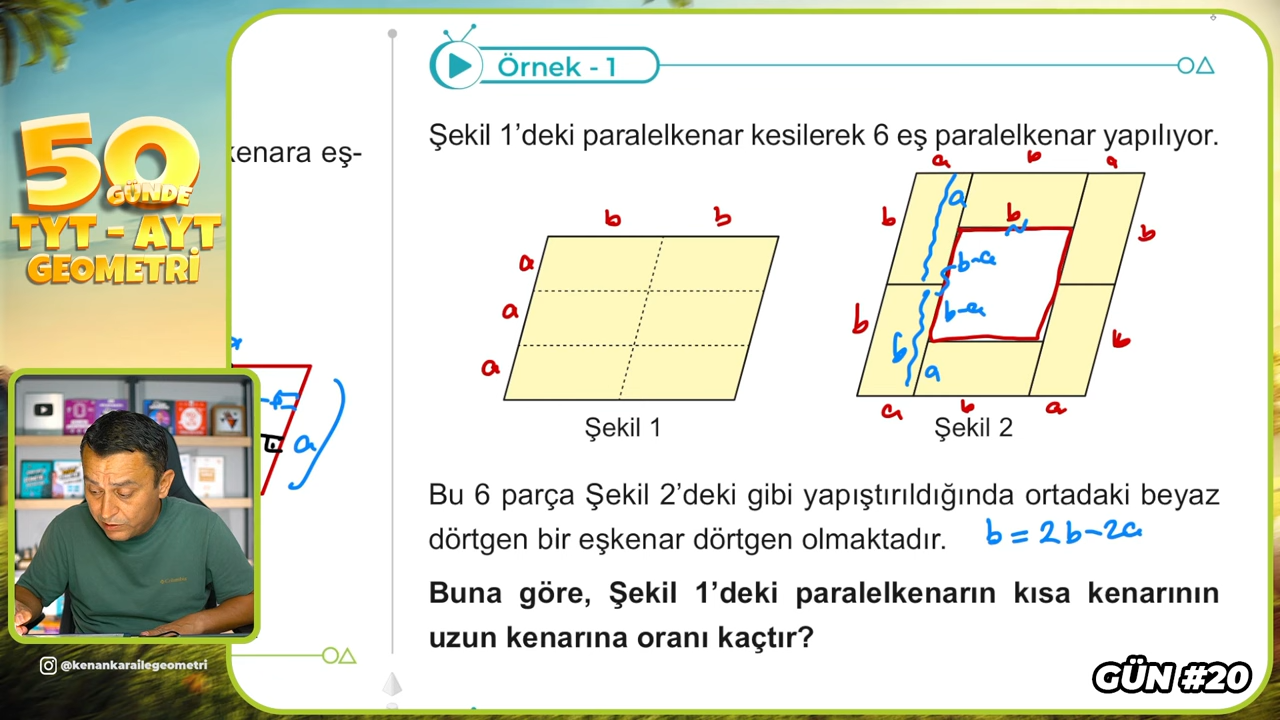 50
GÜNDE
TYT - AYT
GEOMETRİ
kenara eş-
a
Örnek - 1
Şekil 1'deki paralelkenar kesilerek 6 eş paralelkenar yapılıyor.
b b
a
a
a
Şekil 1
a b a
b a b b
b-a
b-a
b b b
a
a b a
Şekil 2
Bu 6 parça Şekil 2'deki gibi yapıştırıldığında ortadaki beyaz
dörtgen bir eşkenar dörtgen olmaktadır. b = 2b-2a
Buna göre, Şekil 1'deki paralelkenarın kısa kenarının
uzun kenarına oranı kaçtır?
@kenankarailegeometri
GÜN #20